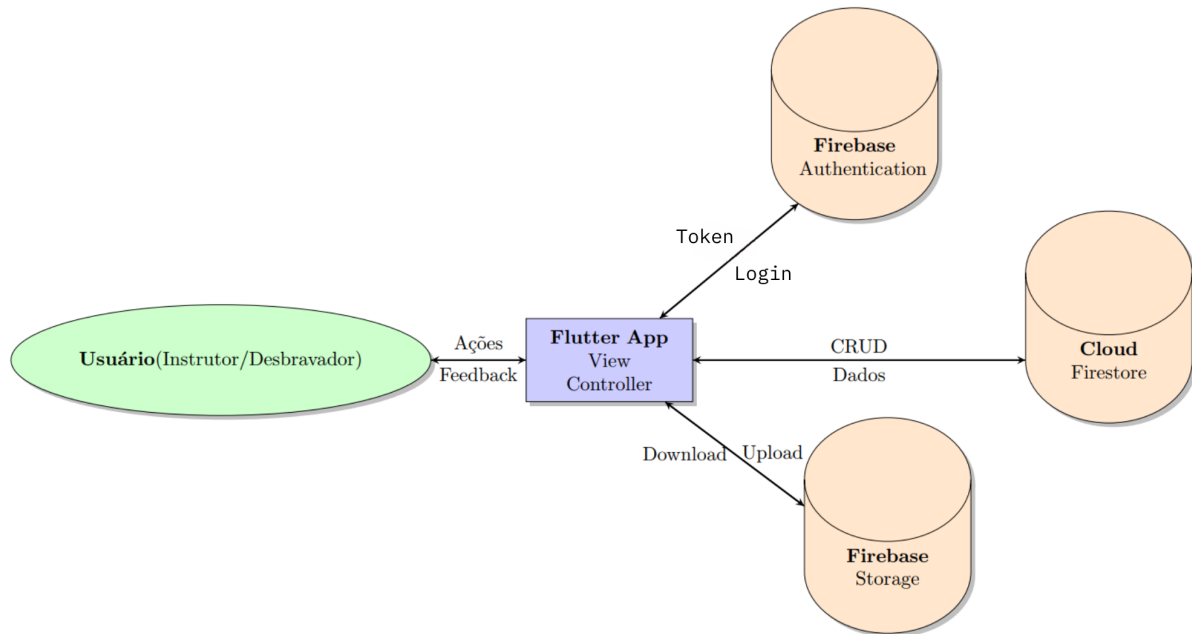 Firebase
Authentication
Token
Login
Usuário(Instrutor/Desbravador)
Ações
Feedback
Flutter App
View
Controller
CRUD
Dados
Cloud
Firestore
Download
Upload
Firebase
Storage